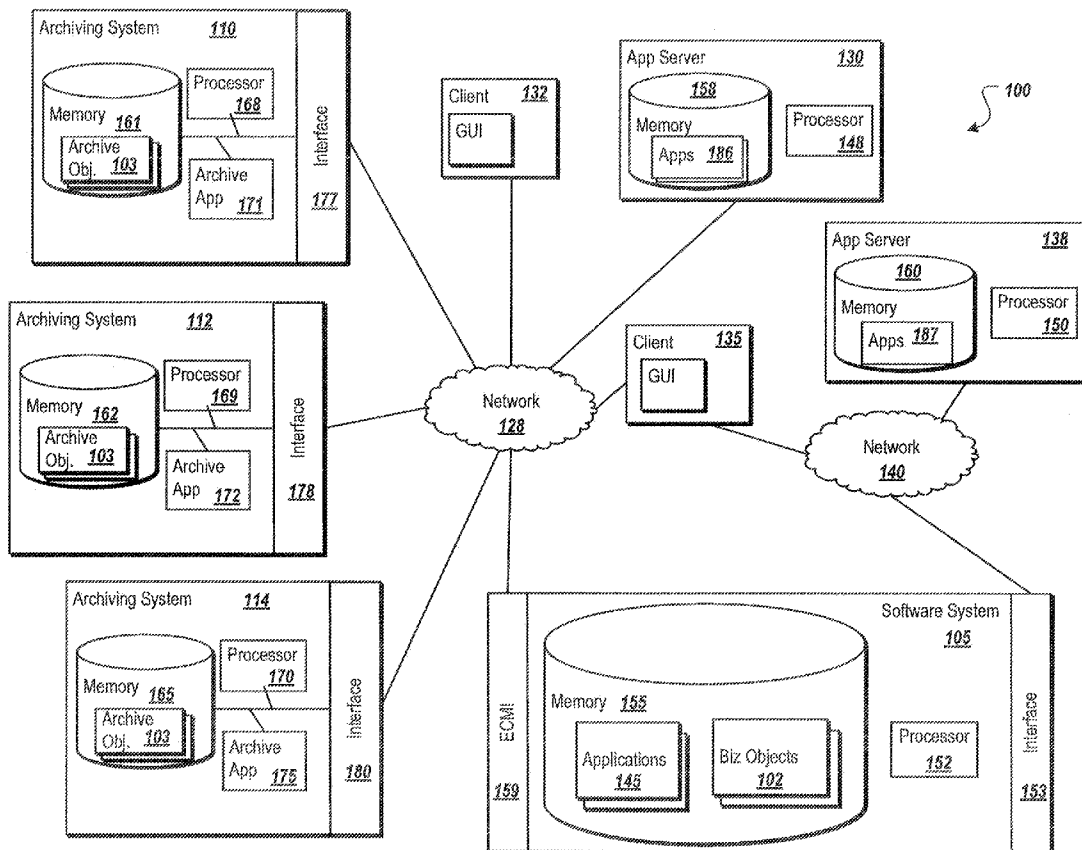 Archiving System 110
Processor
168
Memory 161
Archive
Obj. 103
Archive
App 171
Interface
177
Client 132
GUI
App Server 130
158
Memory
Apps 186
Processor
148
100
App Server 138
160
Memory
Apps 187
Processor
150
Archiving System 112
Processor
169
Memory 162
Archive
Obj. 103
Archive
App 172
Interface
178
Network
128
Client 135
GUI
Network
140
Archiving System 114
Processor
170
Memory 165
Archive
Obj. 103
Archive
App 175
Interface
180
ECMI
159
Software System
105
Memory 155
Applications
145
Biz Objects
102
Processor
152
Interface
153